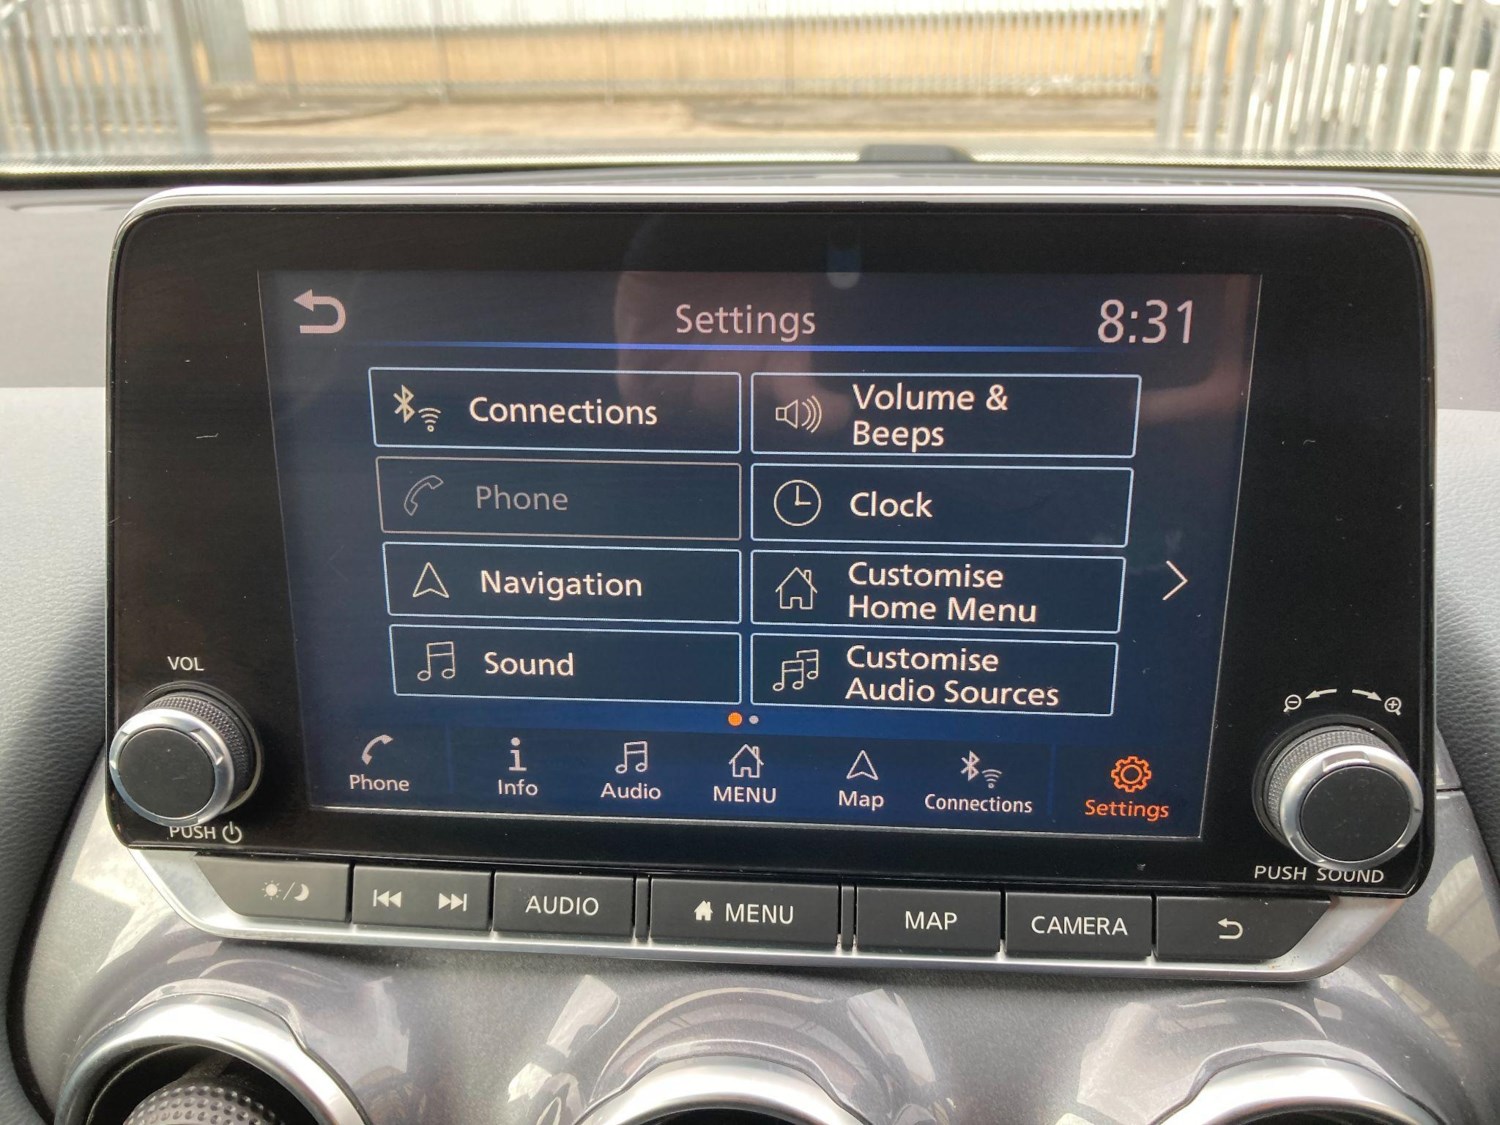 Settings
8:31
Connections
Volume &
Beeps
Phone
Clock
Navigation
Customise
Home Menu
Sound
Customise
Audio Sources
Phone
Info
Audio
MENU
Map
Connections
Settings
VOL
PUSH
PUSH SOUND
AUDIO
MENU
MAP
CAMERA